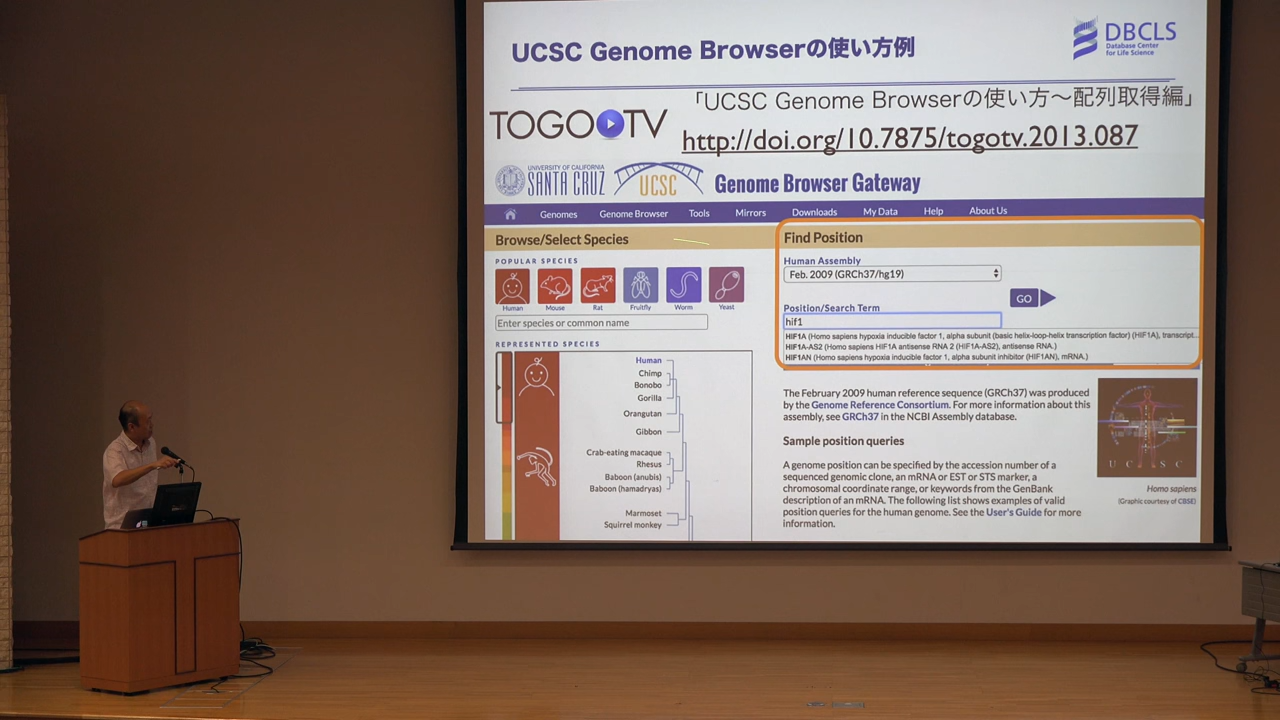 UCSC Genome Browserの使い方例
DBCLS
Database Center
for Life Science
「UCSC Genome Browserの使い方〜配列取得編」
TOGO TV
http://doi.org/10.7875/togotv.2013.087
UNIVERSITY OF CALIFORNIA
SANTA CRUZ
UCSC
Genome Browser Gateway
Genomes Genome Browser Tools Mirrors Downloads My Data Help About Us
Browse/Select Species
POPULAR SPECIES
Human Mouse Rat Fruitfly Worm Yeast
Enter species or common name
REPRESENTED SPECIES
Human
Chimp
Bonobo
Gorilla
Orangutan
Gibbon
Crab-eating macaque
Rhesus
Baboon (anubis)
Baboon (hamadryas)
Marmoset
Squirrel monkey
Find Position
Human Assembly
Feb. 2009 (GRCh37/hg19)
GO
Position/Search Term
hif1
HIF1A (Homo sapiens hypoxia inducible factor 1, alpha subunit (basic helix-loop-helix transcription factor) (HIF1A), transcript...
HIF1A-AS2 (Homo sapiens HIF1A antisense RNA 2 (HIF1A-AS2), antisense RNA.)
HIF1AN (Homo sapiens hypoxia inducible factor 1, alpha subunit inhibitor (HIF1AN), mRNA.)
The February 2009 human reference sequence (GRCh37) was produced
by the Genome Reference Consortium. For more information about this
assembly, see GRCh37 in the NCBI Assembly database.
Sample position queries
A genome position can be specified by the accession number of a
sequenced genomic clone, an mRNA or EST or STS marker, a
chromosomal coordinate range, or keywords from the GenBank
description of an mRNA. The following list shows examples of valid
position queries for the human genome. See the User's Guide for more
information.
UCSC
Homo sapiens
(Graphic courtesy of CBSE)